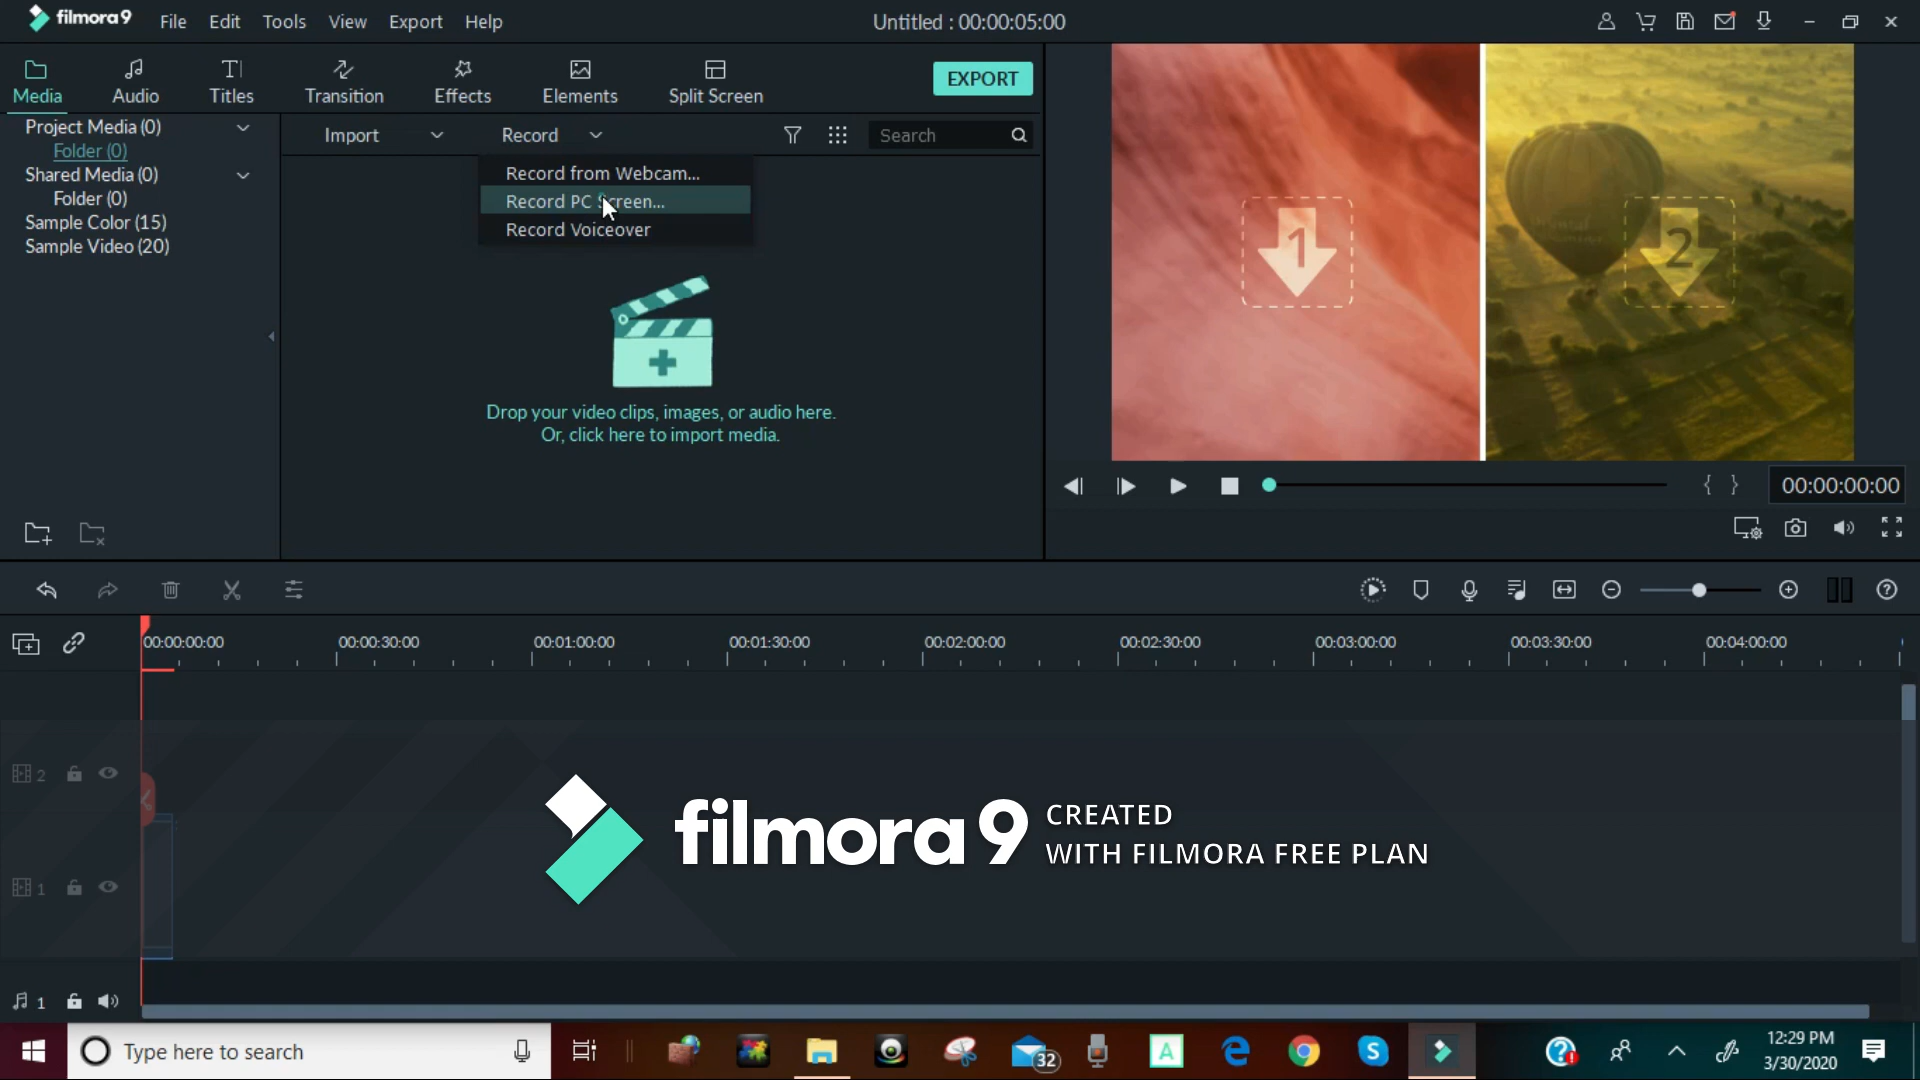 filmora9
File Edit Tools View Export Help
Untitled : 00:00:05:00
Media
Audio
Titles
Transition
Effects
Elements
Split Screen
EXPORT
Project Media (0)
Folder (0)
Shared Media (0)
Folder (0)
Sample Color (15)
Sample Video (20)
Import
Record
Search
Record from Webcam...
Record PC Screen...
Record Voiceover
Drop your video clips, images, or audio here.
Or, click here to import media.
1
2
{ }
00:00:00:00
00:00:00:00
00:00:30:00
00:01:00:00
00:01:30:00
00:02:00:00
00:02:30:00
00:03:00:00
00:03:30:00
00:04:00:00
2
1
1
filmora9
CREATED
WITH FILMORA FREE PLAN
Type here to search
32
A
S
12:29 PM
3/30/2020